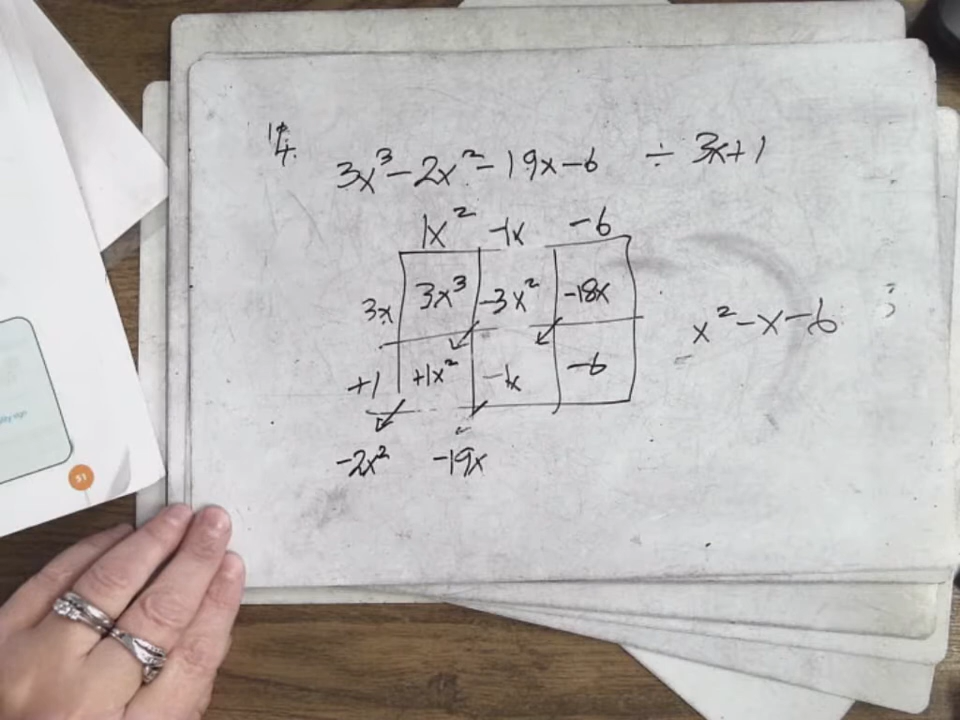 14.
3x³ - 2x² - 19x - 6 ÷ 3x+1
1x² -1x -6
3x 3x³ -3x² -18x
x² - x - 6
+1 +1x² -1x -6
-2x² -19x
51